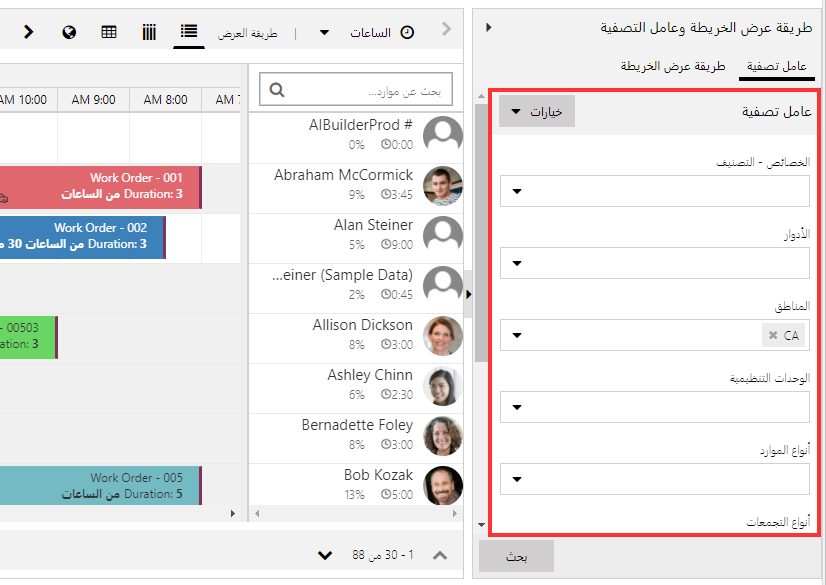 طريقة عرض الخريطة وعامل التصفية
عامل تصفية
طريقة عرض الخريطة
عامل تصفية
خيارات
الخصائص - التصنيف
الأدوار
المناطق
CA
الوحدات التنظيمية
أنواع الموارد
أنواع التجمعات
بحث
الساعات
|
طريقة العرض
بحث عن موارد...
AM 8:00
AM 9:00
AM 10:00
# AIBuilderProd
0:00
0%
Abraham McCormick
3:45
9%
Alan Steiner
9:00
5%
...einer (Sample Data)
0:45
2%
Allison Dickson
3:00
8%
Ashley Chinn
2:30
6%
Bernadette Foley
3:00
8%
Bob Kozak
5:00
13%
Work Order - 001
Duration: 3 من الساعات
Work Order - 002
Duration: 3 من الساعات 30
- 00503
ation: 3
Work Order - 005
Duration: 5 من الساعات
1 - 30 من 88